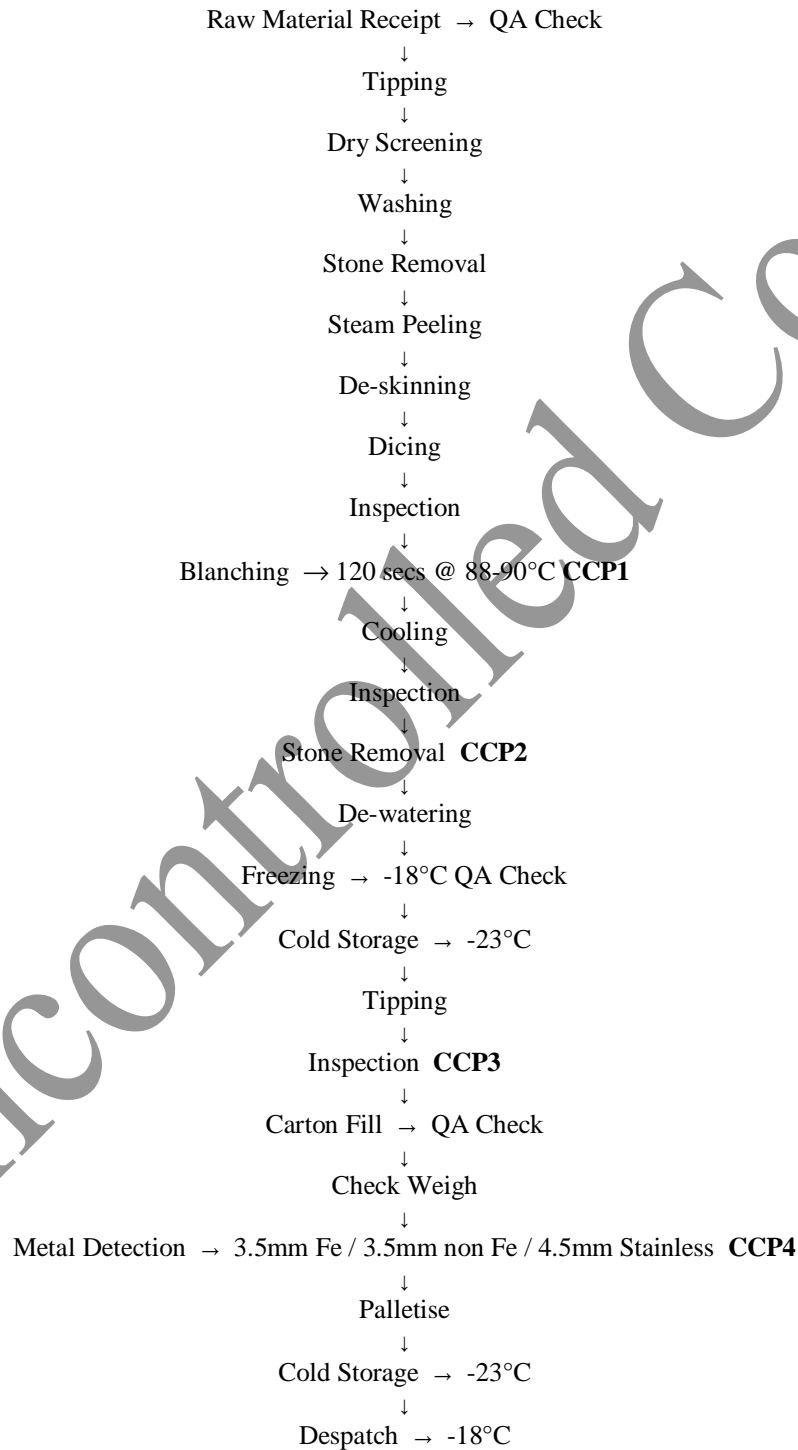 Raw Material Receipt → QA Check
↓
Tipping
↓
Dry Screening
↓
Washing
↓
Stone Removal
↓
Steam Peeling
↓
De-skinning
↓
Dicing
↓
Inspection
↓
Blanching → 120 secs @ 88-90°C CCP1
↓
Cooling
↓
Inspection
↓
Stone Removal CCP2
↓
De-watering
↓
Freezing → -18°C QA Check
↓
Cold Storage → -23°C
↓
Tipping
↓
Inspection CCP3
↓
Carton Fill → QA Check
↓
Check Weigh
↓
Metal Detection → 3.5mm Fe / 3.5mm non Fe / 4.5mm Stainless CCP4
↓
Palletise
↓
Cold Storage → -23°C
↓
Despatch → -18°C
ncontrolled Co